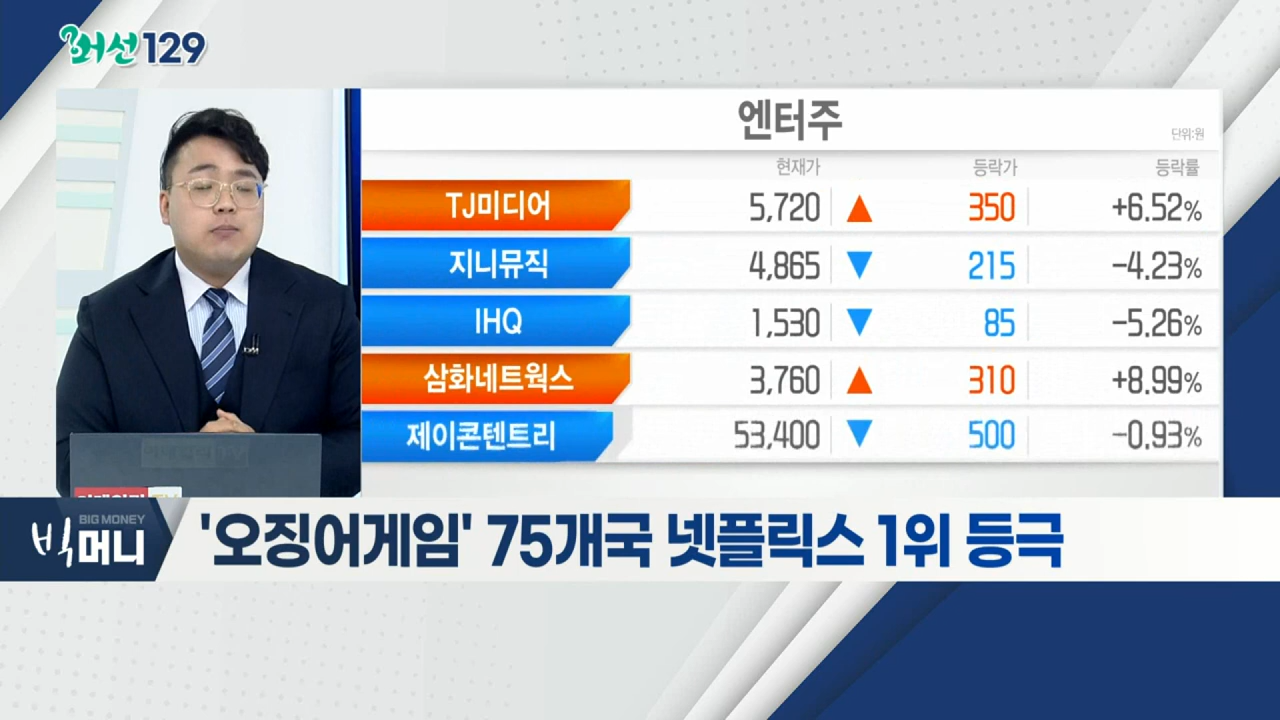 머선129
엔터주
단위:원
현재가 등락가 등락률
TJ미디어 5,720 ▲ 350 +6.52%
지니뮤직 4,865 ▼ 215 -4.23%
IHQ 1,530 ▼ 85 -5.26%
삼화네트웍스 3,760 ▲ 310 +8.99%
제이콘텐트리 53,400 ▼ 500 -0.93%
BIG MONEY
빅머니
'오징어게임' 75개국 넷플릭스 1위 등극